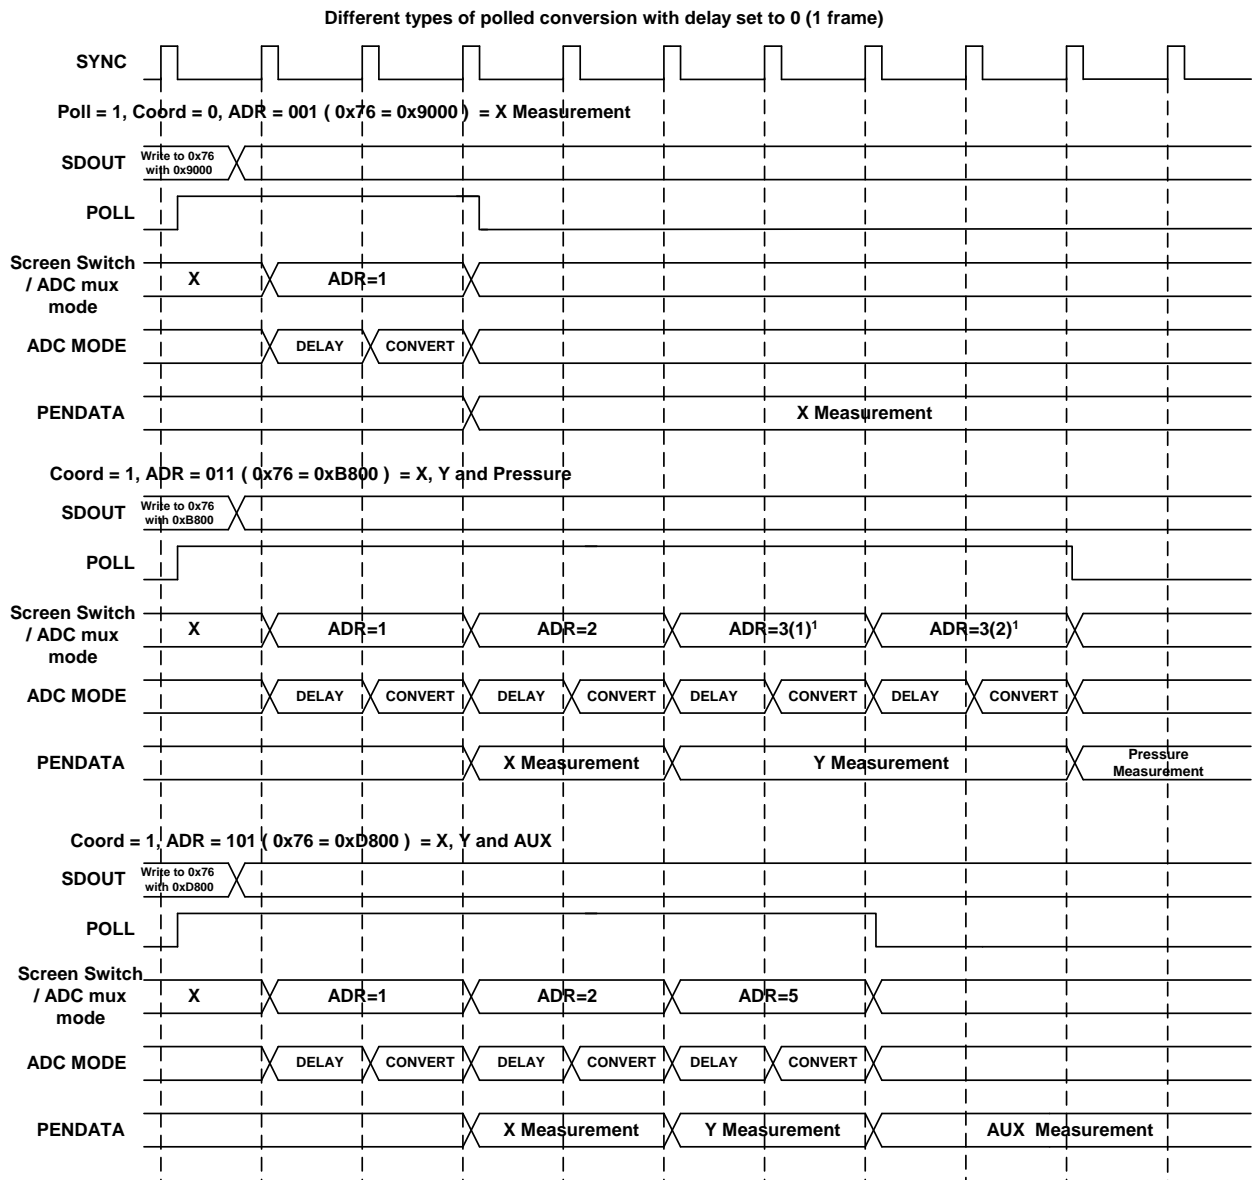 Different types of polled conversion with delay set to 0 (1 frame)
SYNC
Poll = 1, Coord = 0, ADR = 001 ( 0x76 = 0x9000 ) = X Measurement
SDOUT
Write to 0x76
with 0x9000
POLL
Screen Switch
/ ADC mux
mode
X
ADR=1
ADC MODE
DELAY
CONVERT
PENDATA
X Measurement
Coord = 1, ADR = 011 ( 0x76 = 0xB800 ) = X, Y and Pressure
SDOUT
Write to 0x76
with 0xB800
POLL
Screen Switch
/ ADC mux
mode
X
ADR=1
ADR=2
ADR=3(1)¹
ADR=3(2)¹
ADC MODE
DELAY
CONVERT
DELAY
CONVERT
DELAY
CONVERT
DELAY
CONVERT
PENDATA
X Measurement
Y Measurement
Pressure
Measurement
Coord = 1, ADR = 101 ( 0x76 = 0xD800 ) = X, Y and AUX
SDOUT
Write to 0x76
with 0xD800
POLL
Screen Switch
/ ADC mux
mode
X
ADR=1
ADR=2
ADR=5
ADC MODE
DELAY
CONVERT
DELAY
CONVERT
DELAY
CONVERT
PENDATA
X Measurement
Y Measurement
AUX Measurement